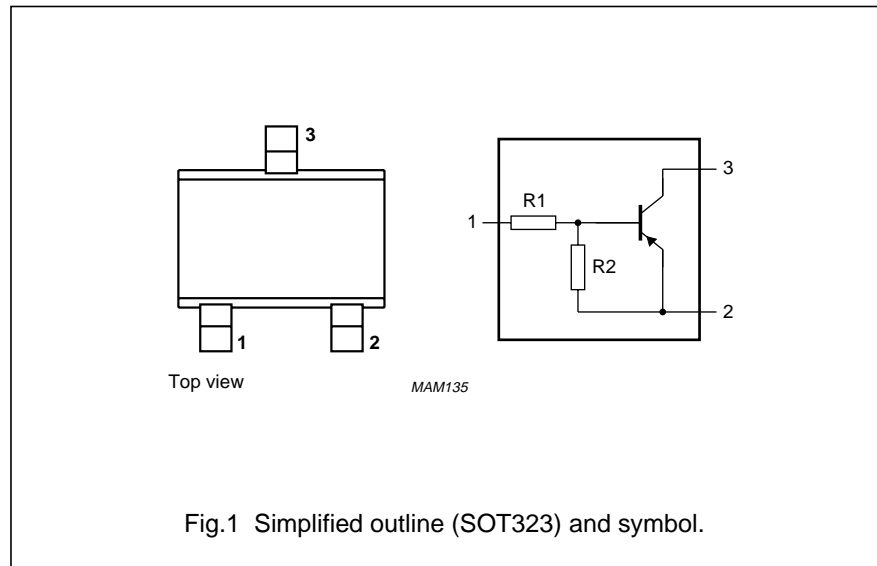 3
1
2
Top view
1
R1
R2
3
2
MAM135
Fig.1 Simplified outline (SOT323) and symbol.